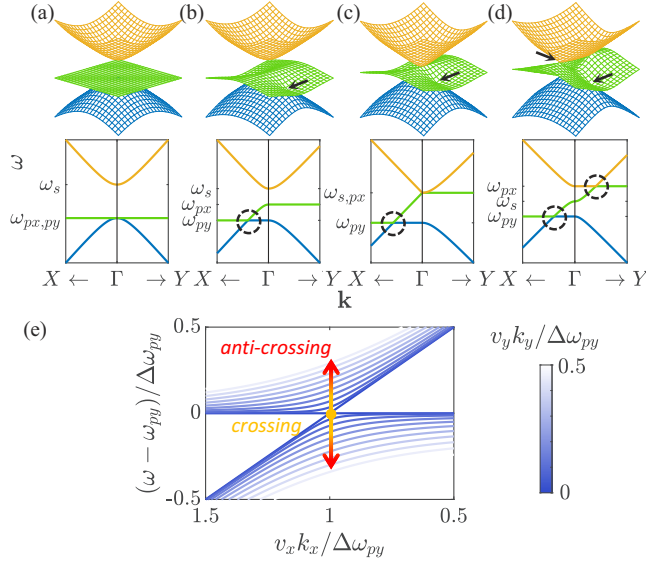 (a) (b) (c) (d)
ω
ω_s
ω_{px,py}
ω_s
ω_{px}
ω_{py}
ω_{s,px}
ω_{py}
ω_{px}
ω_s
ω_{py}
X ← Γ → Y X ← Γ → Y X ← Γ → Y X ← Γ → Y
k
(e)
(ω − ω_{py})/Δω_{py}
0.5
0
-0.5
anti-crossing
crossing
1.5 1 0.5
v_x k_x/Δω_{py}
v_y k_y/Δω_{py}
0.5
0